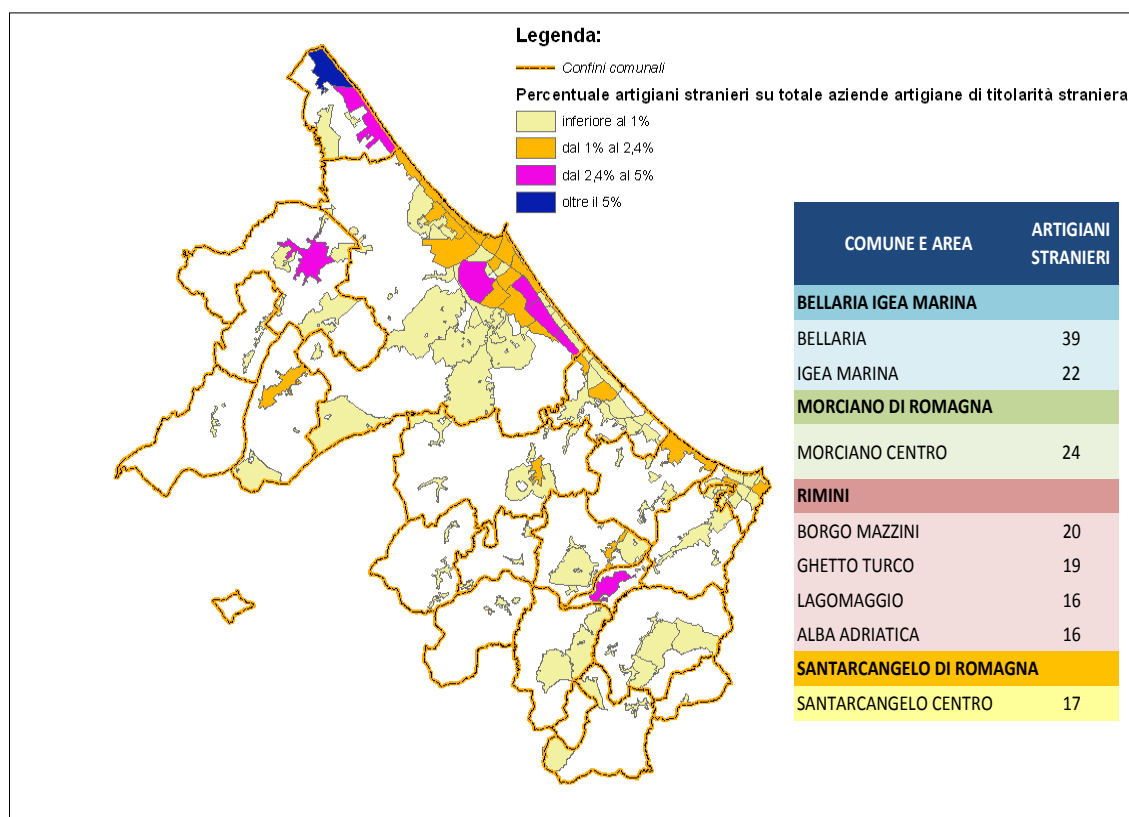 Legenda:
Confini comunali
Percentuale artigiani stranieri su totale aziende artigiane di titolarità straniera
inferiore al 1%
dal 1% al 2,4%
dal 2,4% al 5%
oltre il 5%
COMUNE E AREA ARTIGIANI STRANIERI
BELLARIA IGEA MARINA
BELLARIA 39
IGEA MARINA 22
MORCIANO DI ROMAGNA
MORCIANO CENTRO 24
RIMINI
BORGO MAZZINI 20
GHETTO TURCO 19
LAGOMAGGIO 16
ALBA ADRIATICA 16
SANTARCANGELO DI ROMAGNA
SANTARCANGELO CENTRO 17